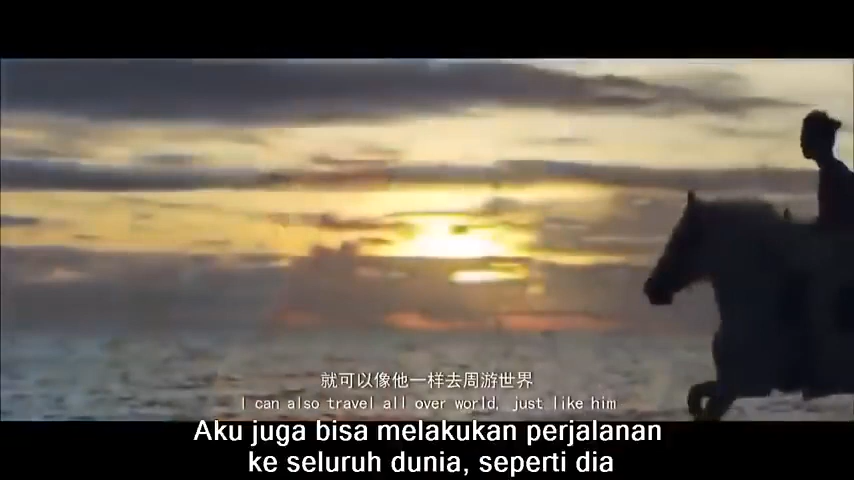 就可以像他一样去周游世界
I can also travel all over world, just like him
Aku juga bisa melakukan perjalanan
ke seluruh dunia, seperti dia